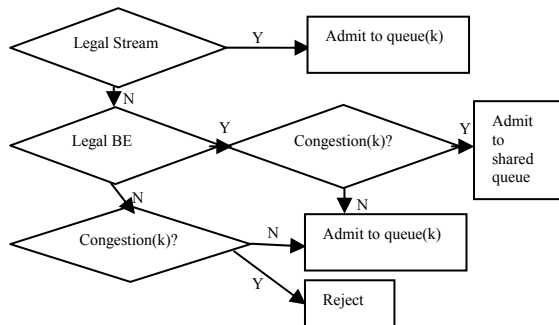 Legal Stream
Y
Admit to queue(k)
N
Legal BE
Y
Congestion(k)?
Y
Admit
to
shared
queue
N
N
Congestion(k)?
N
Admit to queue(k)
Y
Reject